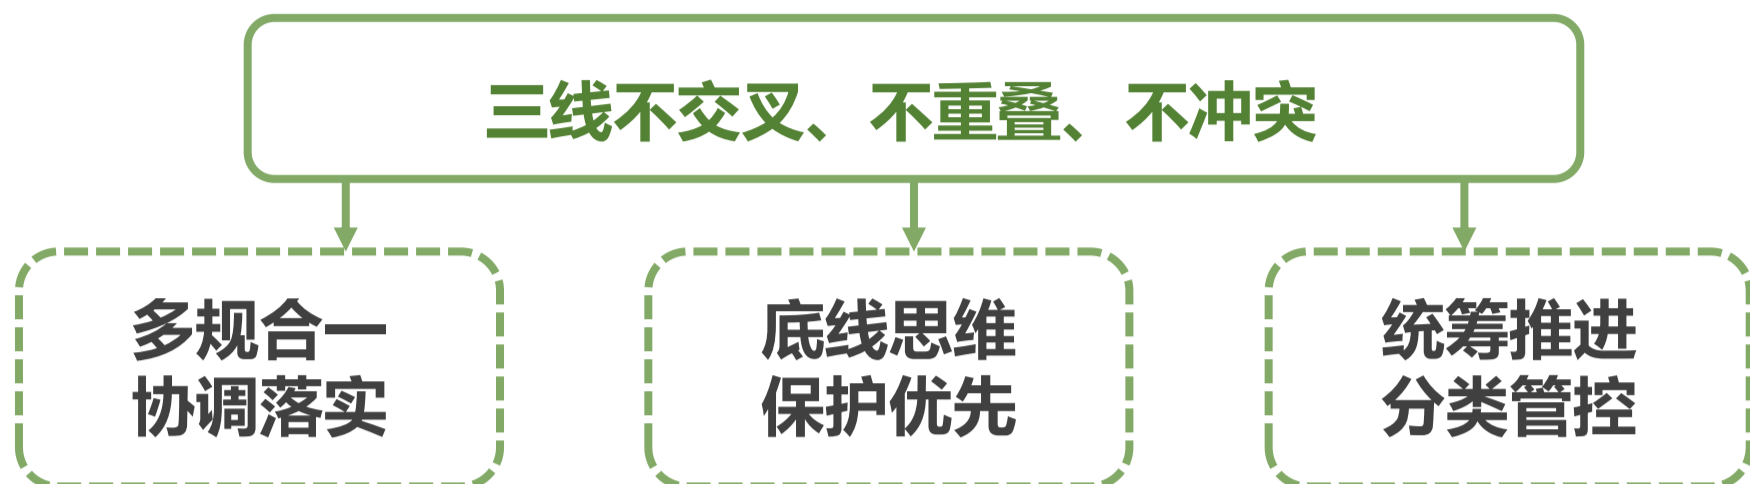 三线不交叉、不重叠、不冲突
多规合一
协调落实
底线思维
保护优先
统筹推进
分类管控